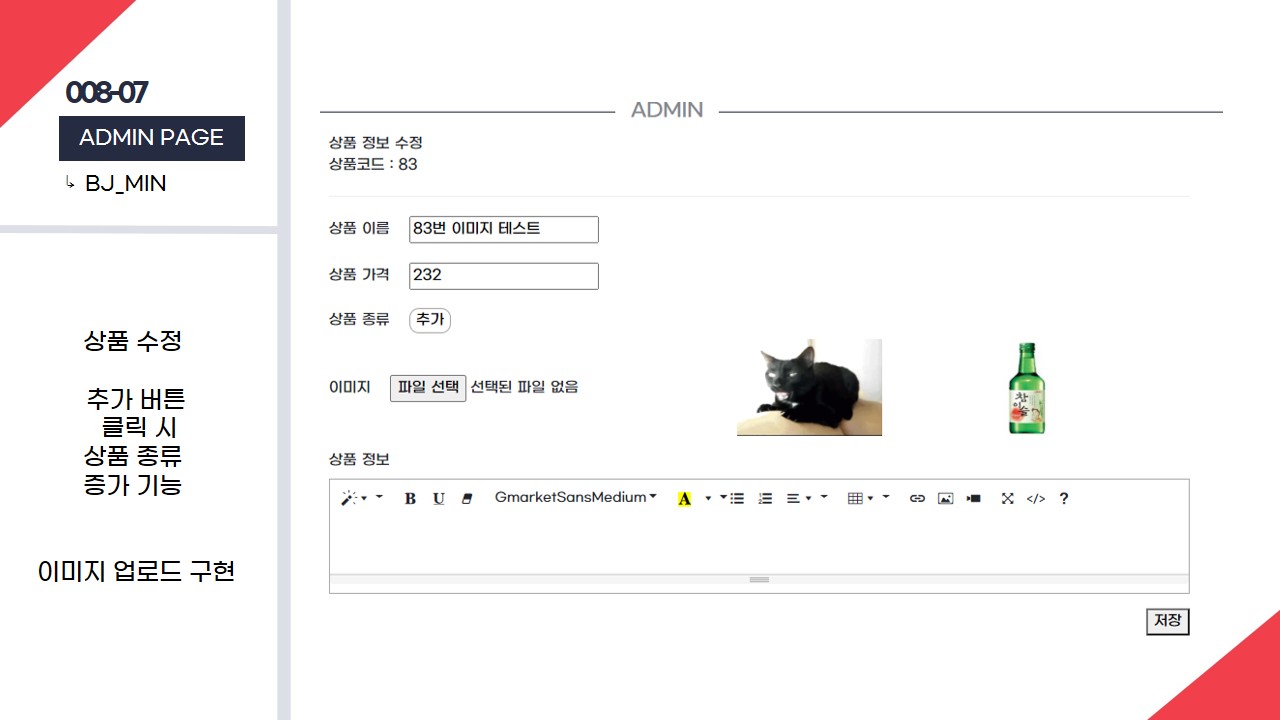 008-07
ADMIN PAGE
↳ BJ_MIN
상품 수정
추가 버튼
클릭 시
상품 종류
증가 기능
이미지 업로드 구현
ADMIN
상품 정보 수정
상품코드 : 83
상품 이름 83번 이미지 테스트
상품 가격 232
상품 종류 추가
이미지 파일 선택 선택된 파일 없음
참이슬
상품 정보
B U GmarketSansMedium A </> ?
저장